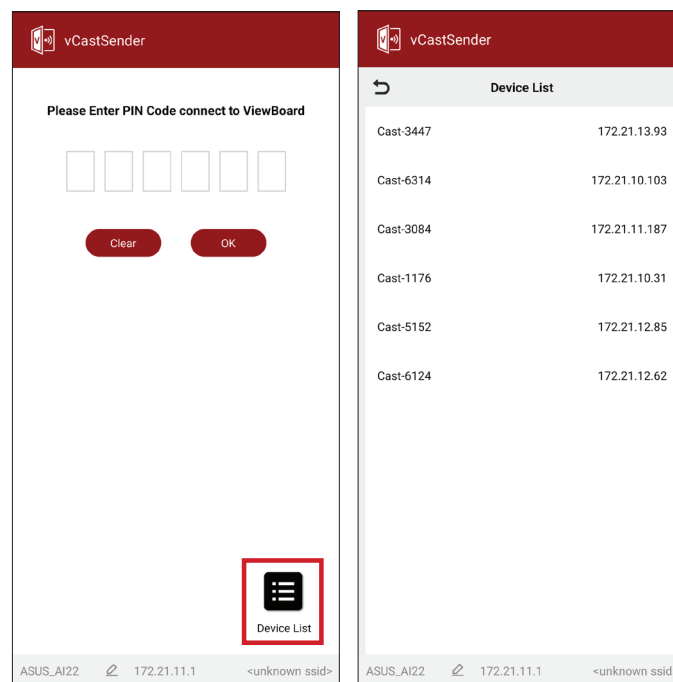 vCastSender
Please Enter PIN Code connect to ViewBoard
Clear OK
Device List
ASUS_AI22 172.21.11.1 <unknown ssid>
vCastSender
Device List
Cast-3447 172.21.13.93
Cast-6314 172.21.10.103
Cast-3084 172.21.11.187
Cast-1176 172.21.10.31
Cast-5152 172.21.12.85
Cast-6124 172.21.12.62
ASUS_AI22 172.21.11.1 <unknown ssid